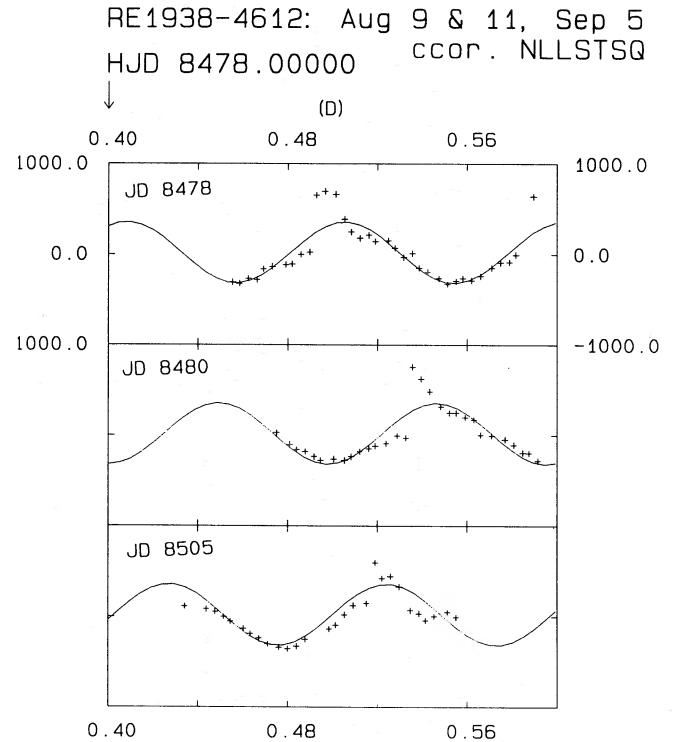 RE1938-4612: Aug 9 & 11, Sep 5
ccor. NLLSTSQ
HJD 8478.00000
(D)
0.40 0.48 0.56
1000.0 1000.0
JD 8478
0.0 0.0
1000.0 -1000.0
JD 8480
JD 8505
0.40 0.48 0.56